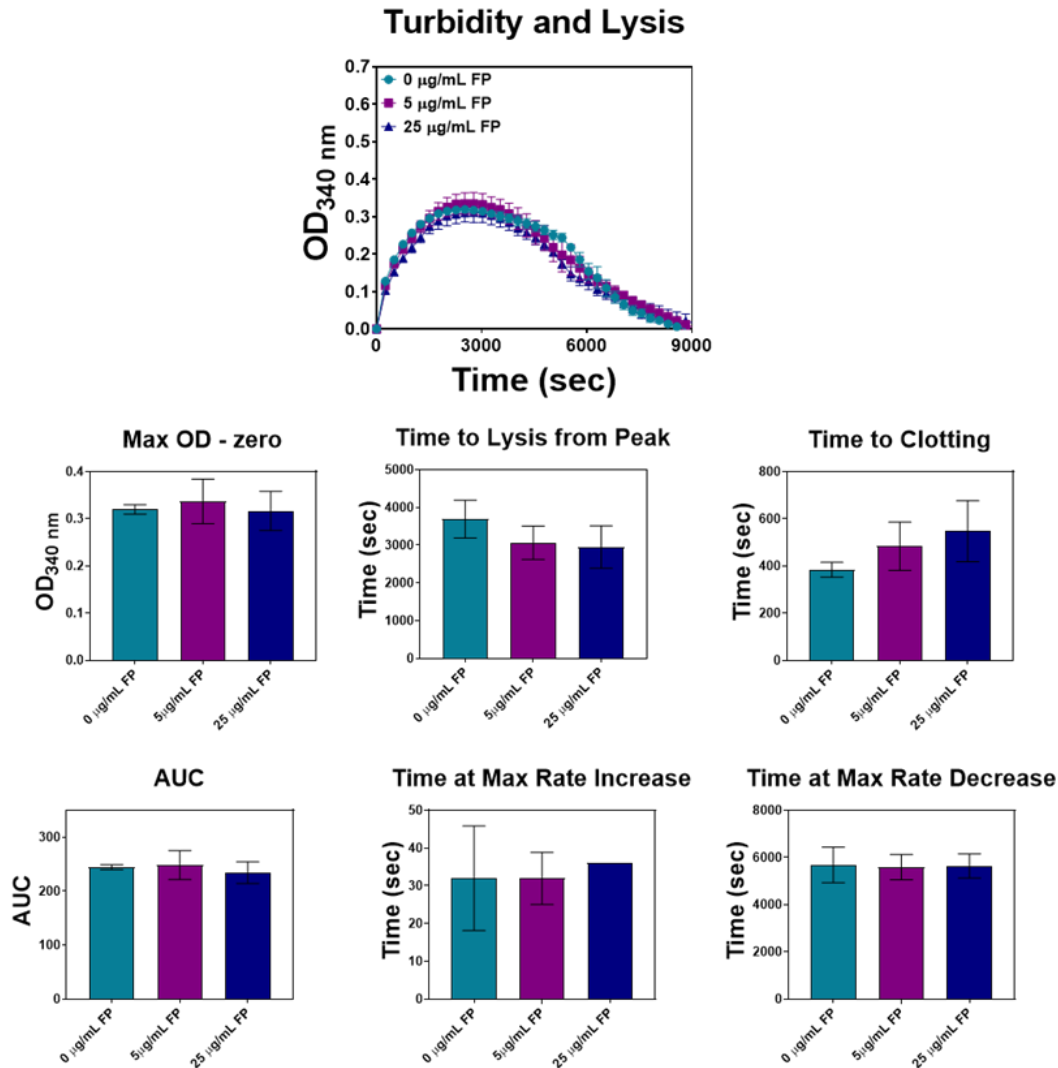 Turbidity and Lysis
0.7
0.6
0.5
0.4
0.3
0.2
0.1
0.0
OD340 nm
0 μg/mL FP
5 μg/mL FP
25 μg/mL FP
0
3000
6000
9000
Time (sec)
Max OD - zero
0.4
0.3
0.2
0.1
0.0
OD340 nm
0 μg/mL FP
5μg/mL FP
25 μg/mL FP
Time to Lysis from Peak
5000
4000
3000
2000
1000
0
Time (sec)
0 μg/mL FP
5μg/mL FP
25 μg/mL FP
Time to Clotting
800
600
400
200
0
Time (sec)
0 μg/mL FP
5μg/mL FP
25 μg/mL FP
AUC
300
200
100
0
AUC
0 μg/mL FP
5μg/mL FP
25 μg/mL FP
Time at Max Rate Increase
50
40
30
20
10
0
Time (sec)
0 μg/mL FP
5μg/mL FP
25 μg/mL FP
Time at Max Rate Decrease
8000
6000
4000
2000
0
Time (sec)
0 μg/mL FP
5μg/mL FP
25 μg/mL FP